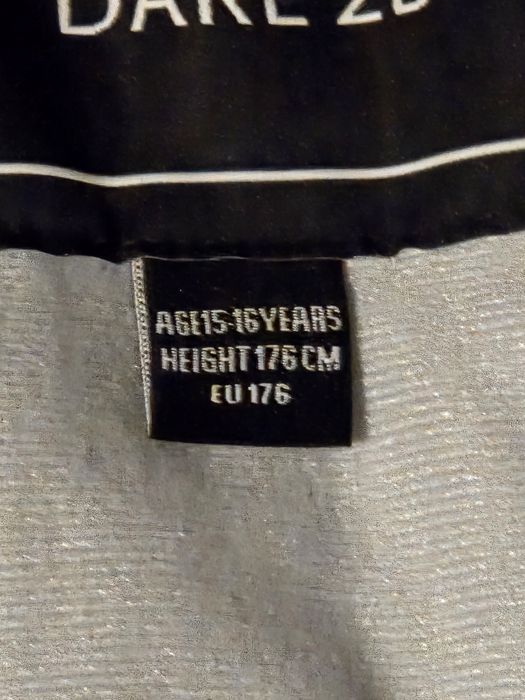 DARE 2B
AGE15-16YEARS
HEIGHT 176 CM
EU 176